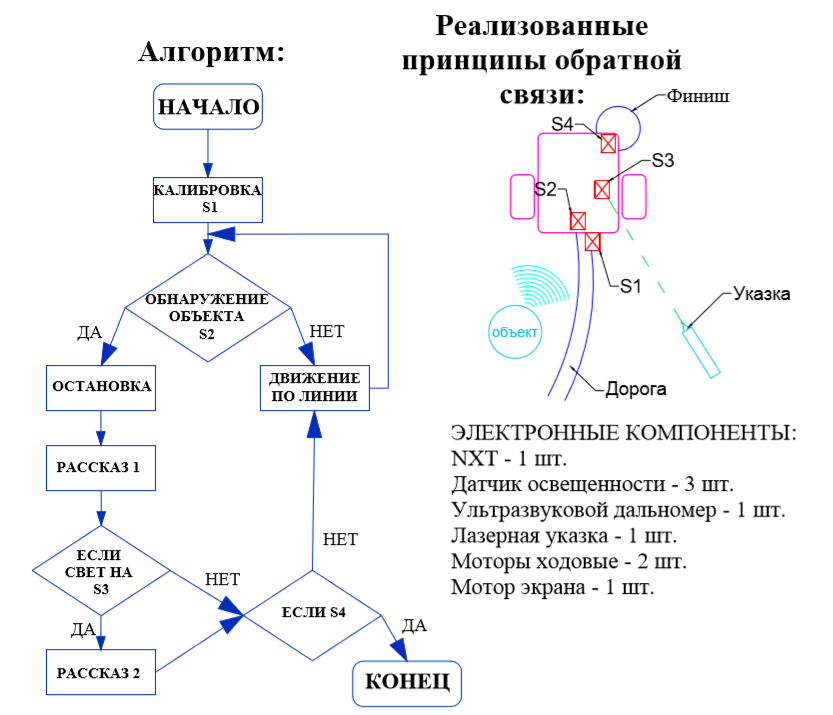 Алгоритм:
НАЧАЛО
КАЛИБРОВКА
S1
ОБНАРУЖЕНИЕ
ОБЪЕКТА
S2
ДА
НЕТ
ОСТАНОВКА
ДВИЖЕНИЕ
ПО ЛИНИИ
РАССКАЗ 1
ЕСЛИ
СВЕТ НА
S3
НЕТ
НЕТ
ДА
ЕСЛИ S4
ДА
РАССКАЗ 2
КОНЕЦ
Реализованные
принципы обратной
связи:
Финиш
S4
S3
S2
S1
Указка
объект
Дорога
ЭЛЕКТРОННЫЕ КОМПОНЕНТЫ:
NXT - 1 шт.
Датчик освещенности - 3 шт.
Ультразвуковой дальномер - 1 шт.
Лазерная указка - 1 шт.
Моторы ходовые - 2 шт.
Мотор экрана - 1 шт.